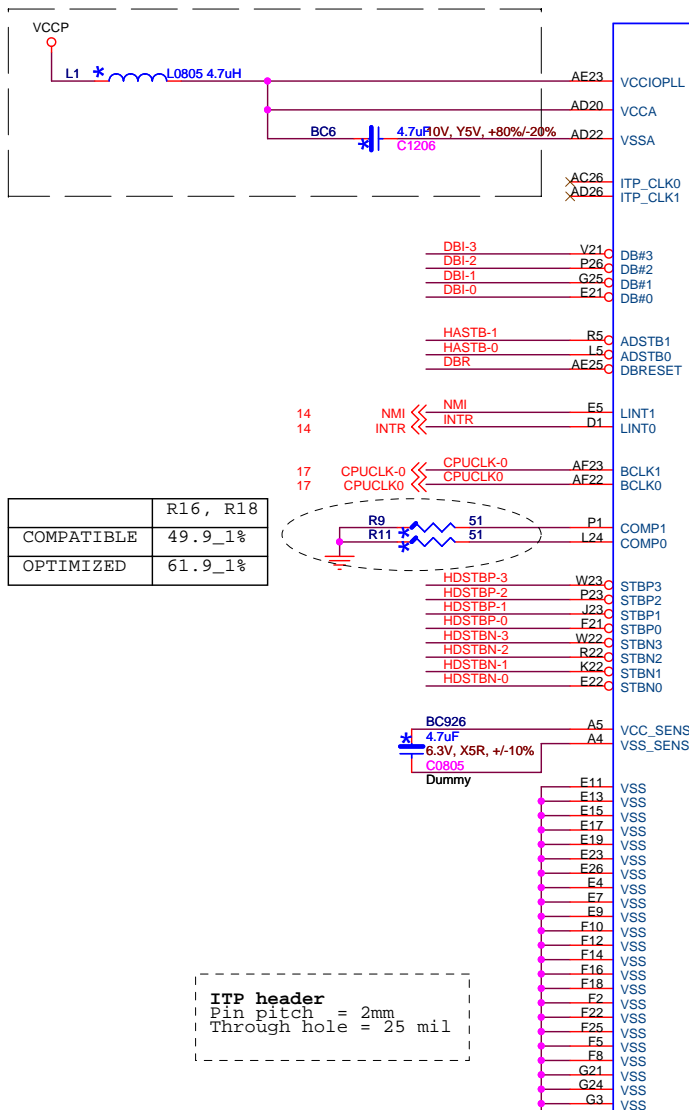 VCCP
L1 * L0805 4.7uH AE23 VCCIOPLL
AD20 VCCA
BC6 * 4.7uF 10V, Y5V, +80%/-20% AD22 VSSA
C1206
AC26 ITP_CLK0
AD26 ITP_CLK1
DBI-3 V21 DB#3
DBI-2 P26 DB#2
DBI-1 G25 DB#1
DBI-0 E21 DB#0
HASTB-1 R5 ADSTB1
HASTB-0 L5 ADSTB0
DBR AE25 DBRESET
14 NMI NMI E5 LINT1
14 INTR INTR D1 LINT0
17 CPUCLK-0 CPUCLK-0 AF23 BCLK1
17 CPUCLK0 CPUCLK0 AF22 BCLK0
R16, R18
COMPATIBLE 49.9_1%
OPTIMIZED 61.9_1%
R9 * 51 P1 COMP1
R11 * 51 L24 COMP0
HDSTBP-3 W23 STBP3
HDSTBP-2 P23 STBP2
HDSTBP-1 J23 STBP1
HDSTBP-0 F21 STBP0
HDSTBN-3 W22 STBN3
HDSTBN-2 R22 STBN2
HDSTBN-1 K22 STBN1
HDSTBN-0 E22 STBN0
BC926 A5 VCC_SENS
* 4.7uF A4 VSS_SENS
6.3V, X5R, +/-10%
C0805
Dummy
E11 VSS
E13 VSS
E15 VSS
E17 VSS
E19 VSS
E23 VSS
E26 VSS
E4 VSS
E7 VSS
E9 VSS
F10 VSS
F12 VSS
F14 VSS
F16 VSS
F18 VSS
F2 VSS
F22 VSS
F25 VSS
F5 VSS
F8 VSS
G21 VSS
G24 VSS
G3 VSS
ITP header
Pin pitch = 2mm
Through hole = 25 mil